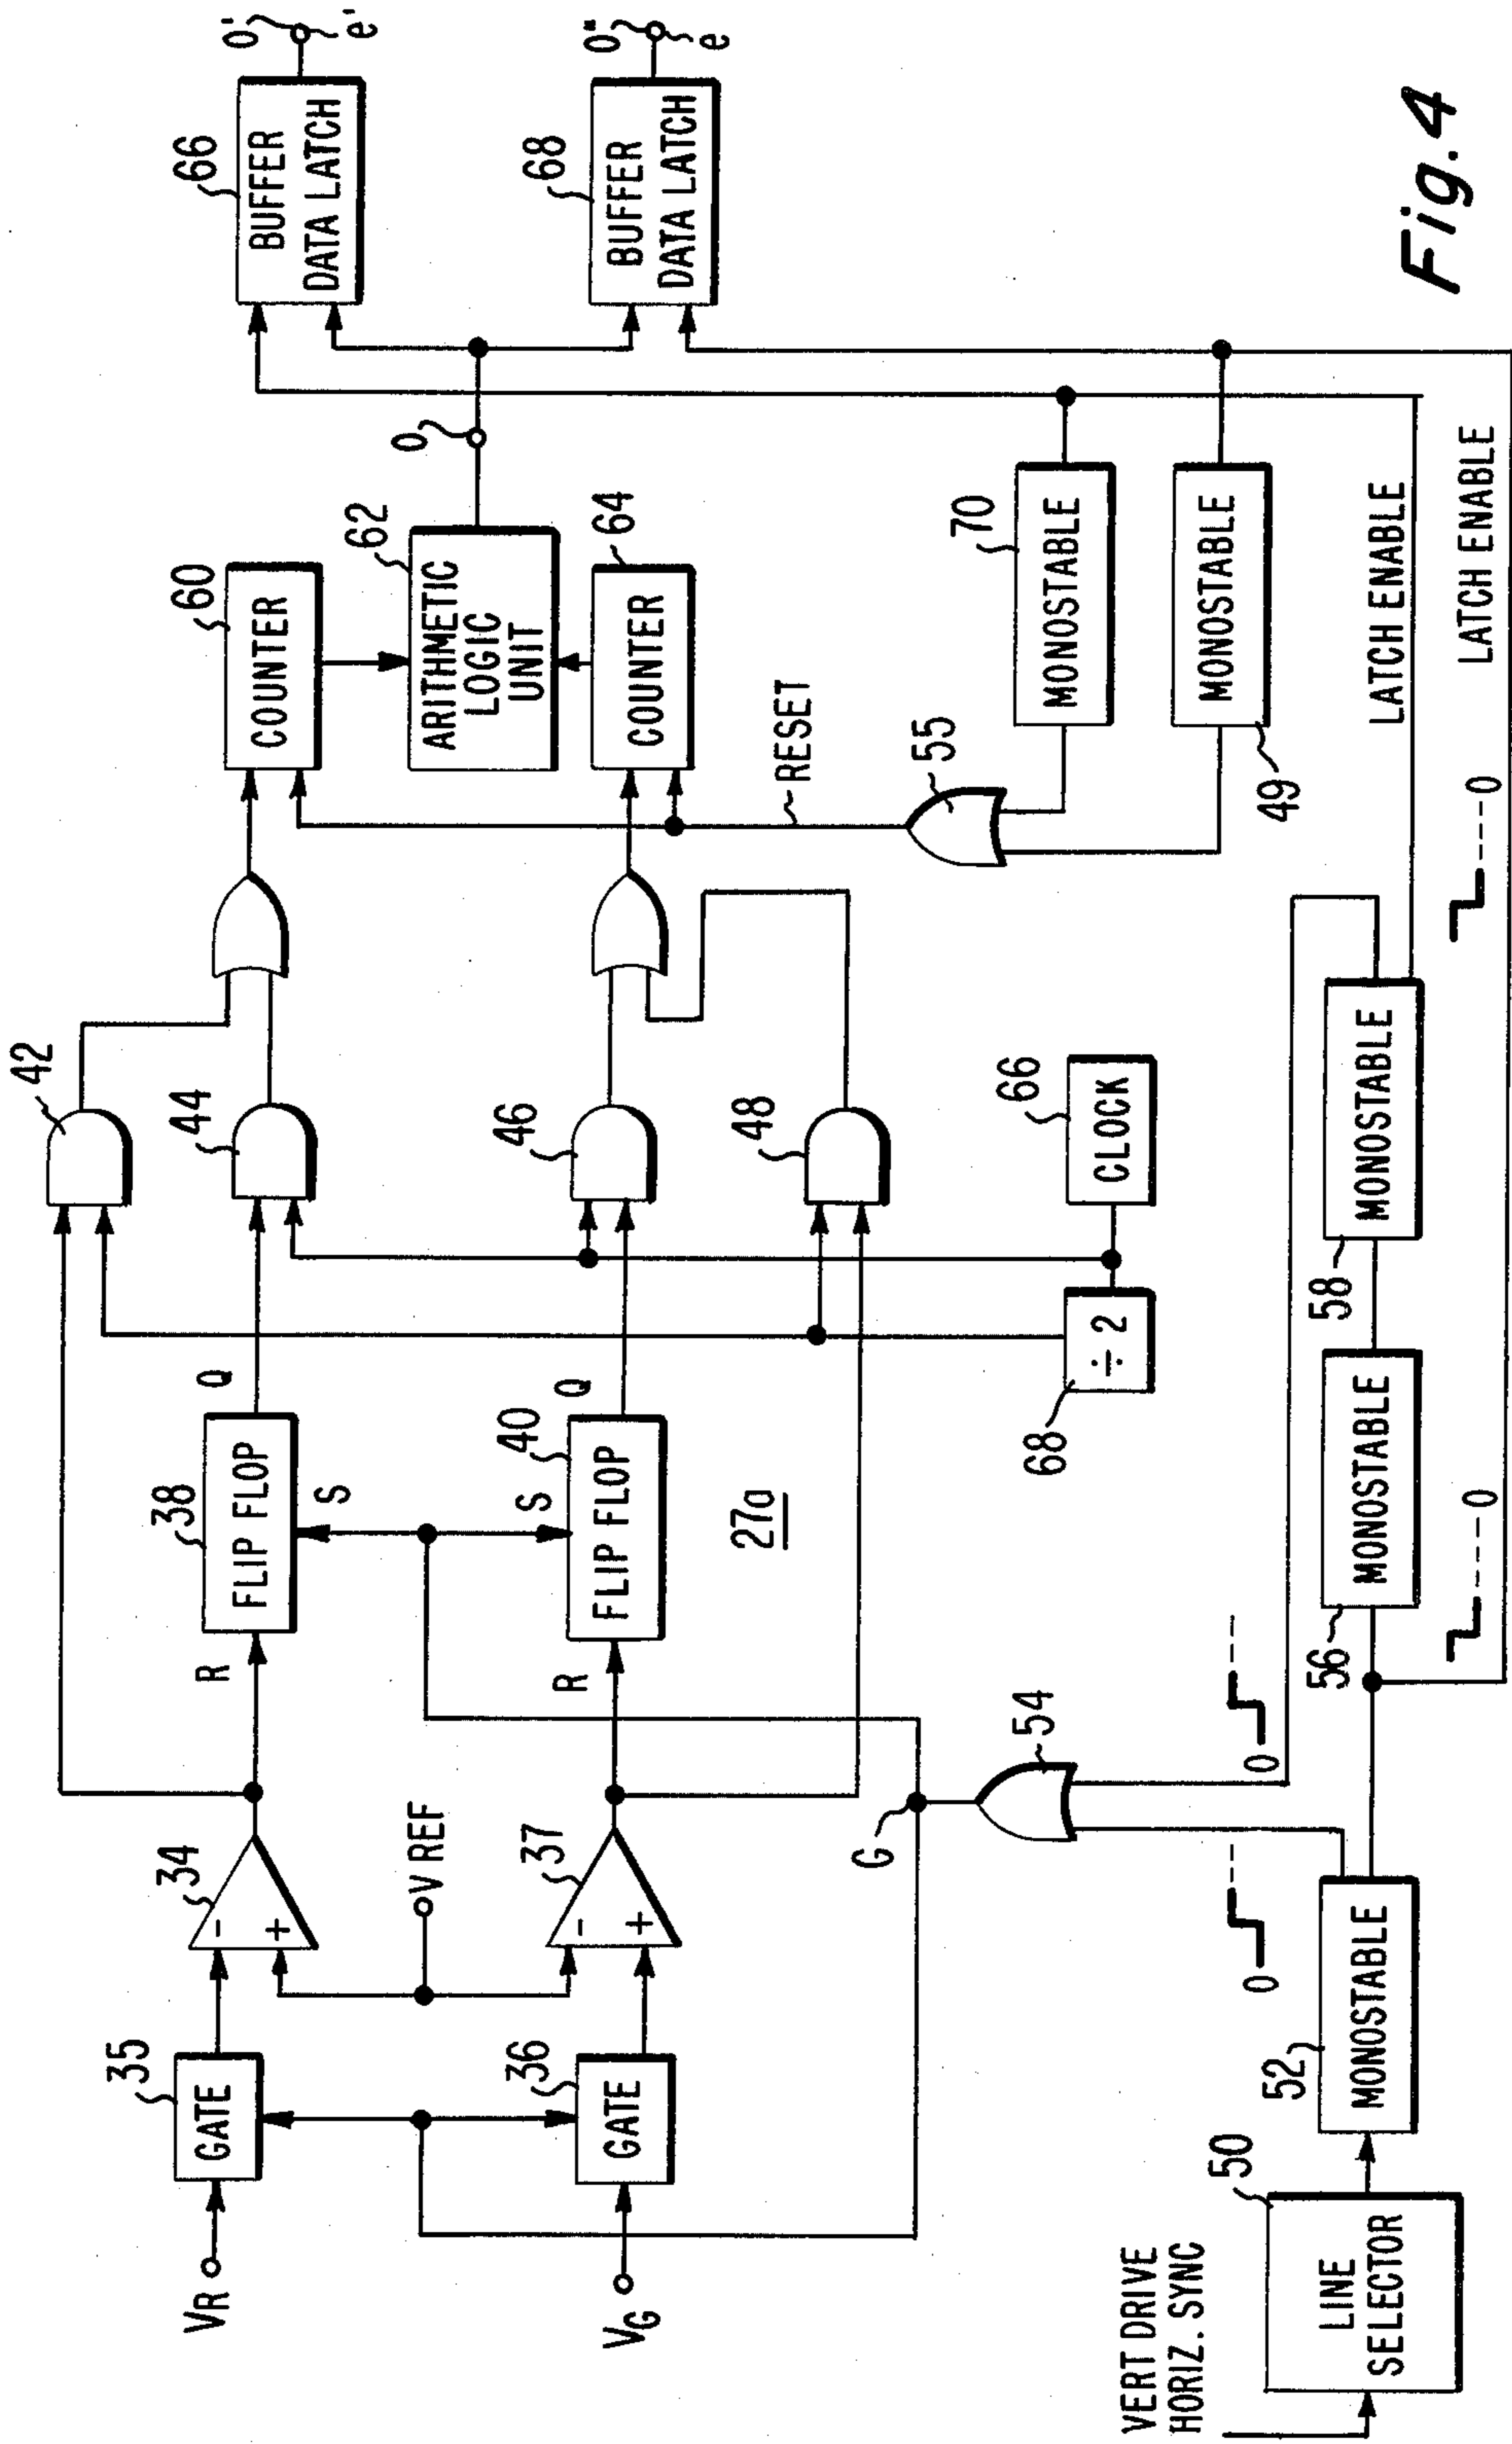 VR
35
GATE
34
-
+
R
38
FLIP FLOP
Q
S
42
44
60
COUNTER
66
BUFFER
DATA LATCH
O'
e'
V REF
62
ARITHMETIC
LOGIC
UNIT
O
VG
36
GATE
37
-
+
R
40
FLIP FLOP
Q
S
46
64
COUNTER
68
BUFFER
DATA LATCH
O"
e
27a
48
RESET
G
54
55
66
CLOCK
68
÷ 2
70
MONOSTABLE
49
MONOSTABLE
VERT DRIVE
HORIZ. SYNC
50
LINE
SELECTOR
52
MONOSTABLE
0
0
56
MONOSTABLE
58
MONOSTABLE
0
0
LATCH ENABLE
LATCH ENABLE
Fig. 4